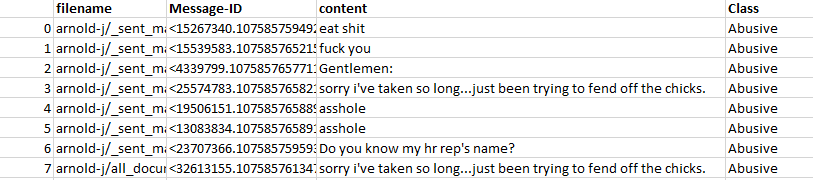 filename Message-ID content Class
0 arnold-j/_sent_ma <15267340.1075857594 eat shit Abusive
1 arnold-j/_sent_ma <15539583.107585765215 fuck you Abusive
2 arnold-j/_sent_ma <4339799.107585765771 Gentlemen: Abusive
3 arnold-j/_sent_ma <25574783.10758576582 sorry i've taken so long...just been trying to fend off the chicks. Abusive
4 arnold-j/_sent_ma <19506151.10758576588 asshole Abusive
5 arnold-j/_sent_ma <13083834.10758576589 asshole Abusive
6 arnold-j/_sent_ma <23707366.10758575959 Do you know my hr rep's name? Abusive
7 arnold-j/all_docu <32613155.10758576134 sorry i've taken so long...just been trying to fend off the chicks. Abusive